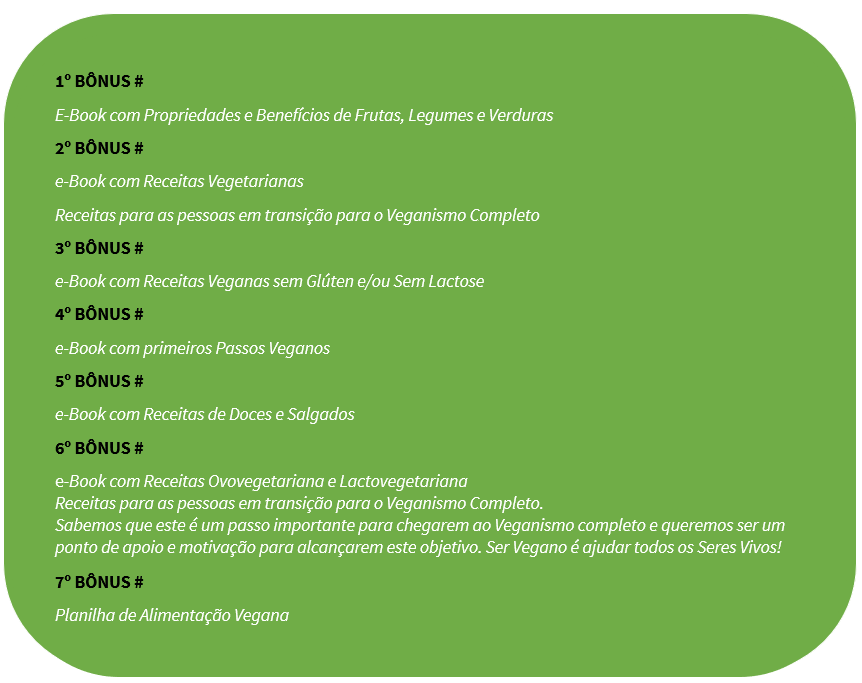 1º BÔNUS #
E-Book com Propriedades e Benefícios de Frutas, Legumes e Verduras
2º BÔNUS #
e-Book com Receitas Vegetarianas
Receitas para as pessoas em transição para o Veganismo Completo
3º BÔNUS #
e-Book com Receitas Veganas sem Glúten e/ou Sem Lactose
4º BÔNUS #
e-Book com primeiros Passos Veganos
5º BÔNUS #
e-Book com Receitas de Doces e Salgados
6º BÔNUS #
e-Book com Receitas Ovovegetariana e Lactovegetariana
Receitas para as pessoas em transição para o Veganismo Completo.
Sabemos que este é um passo importante para chegarem ao Veganismo completo e queremos ser um
ponto de apoio e motivação para alcançarem este objetivo. Ser Vegano é ajudar todos os Seres Vivos!
7º BÔNUS #
Planilha de Alimentação Vegana